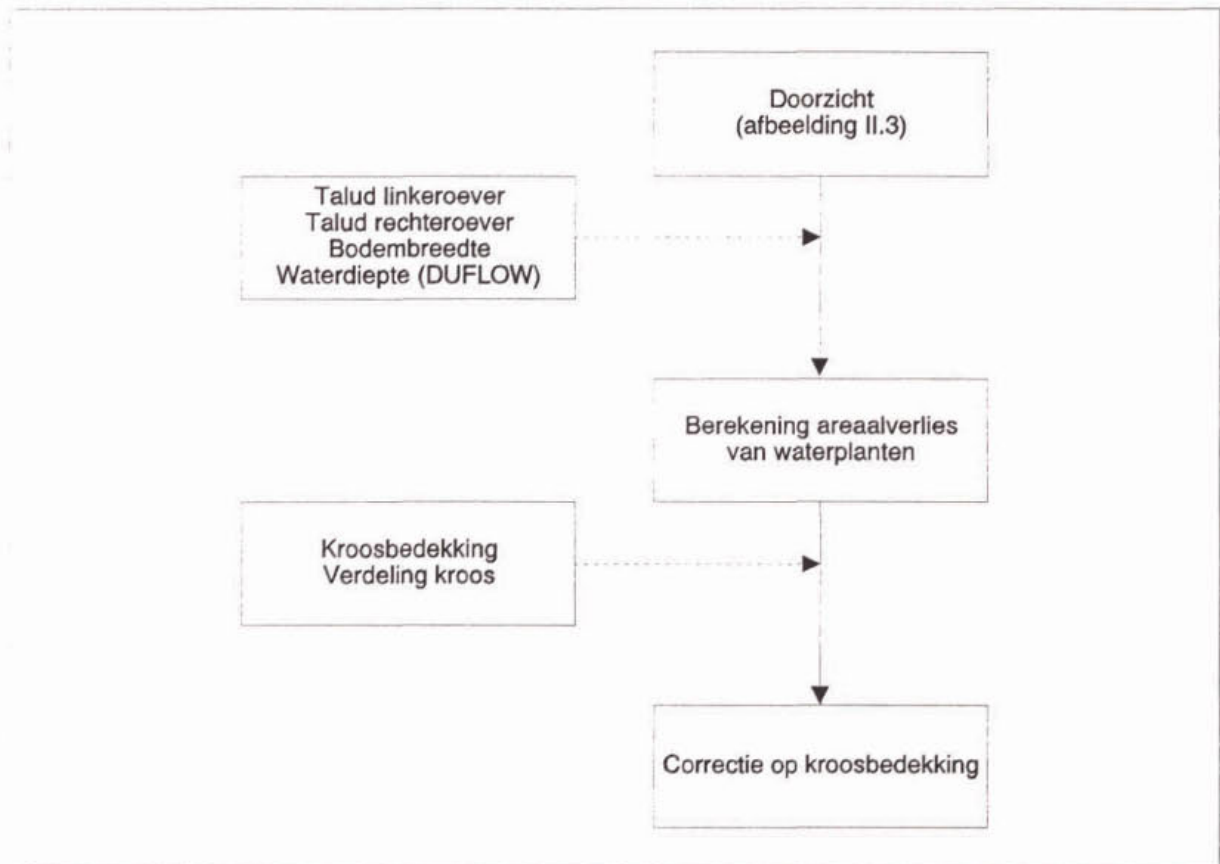 Doorzicht
(afbeelding II.3)
Talud linkeroever
Talud rechteroever
Bodembreedte
Waterdiepte (DUFLOW)
Berekening areaalverlies
van waterplanten
Kroosbedekking
Verdeling kroos
Correctie op kroosbedekking